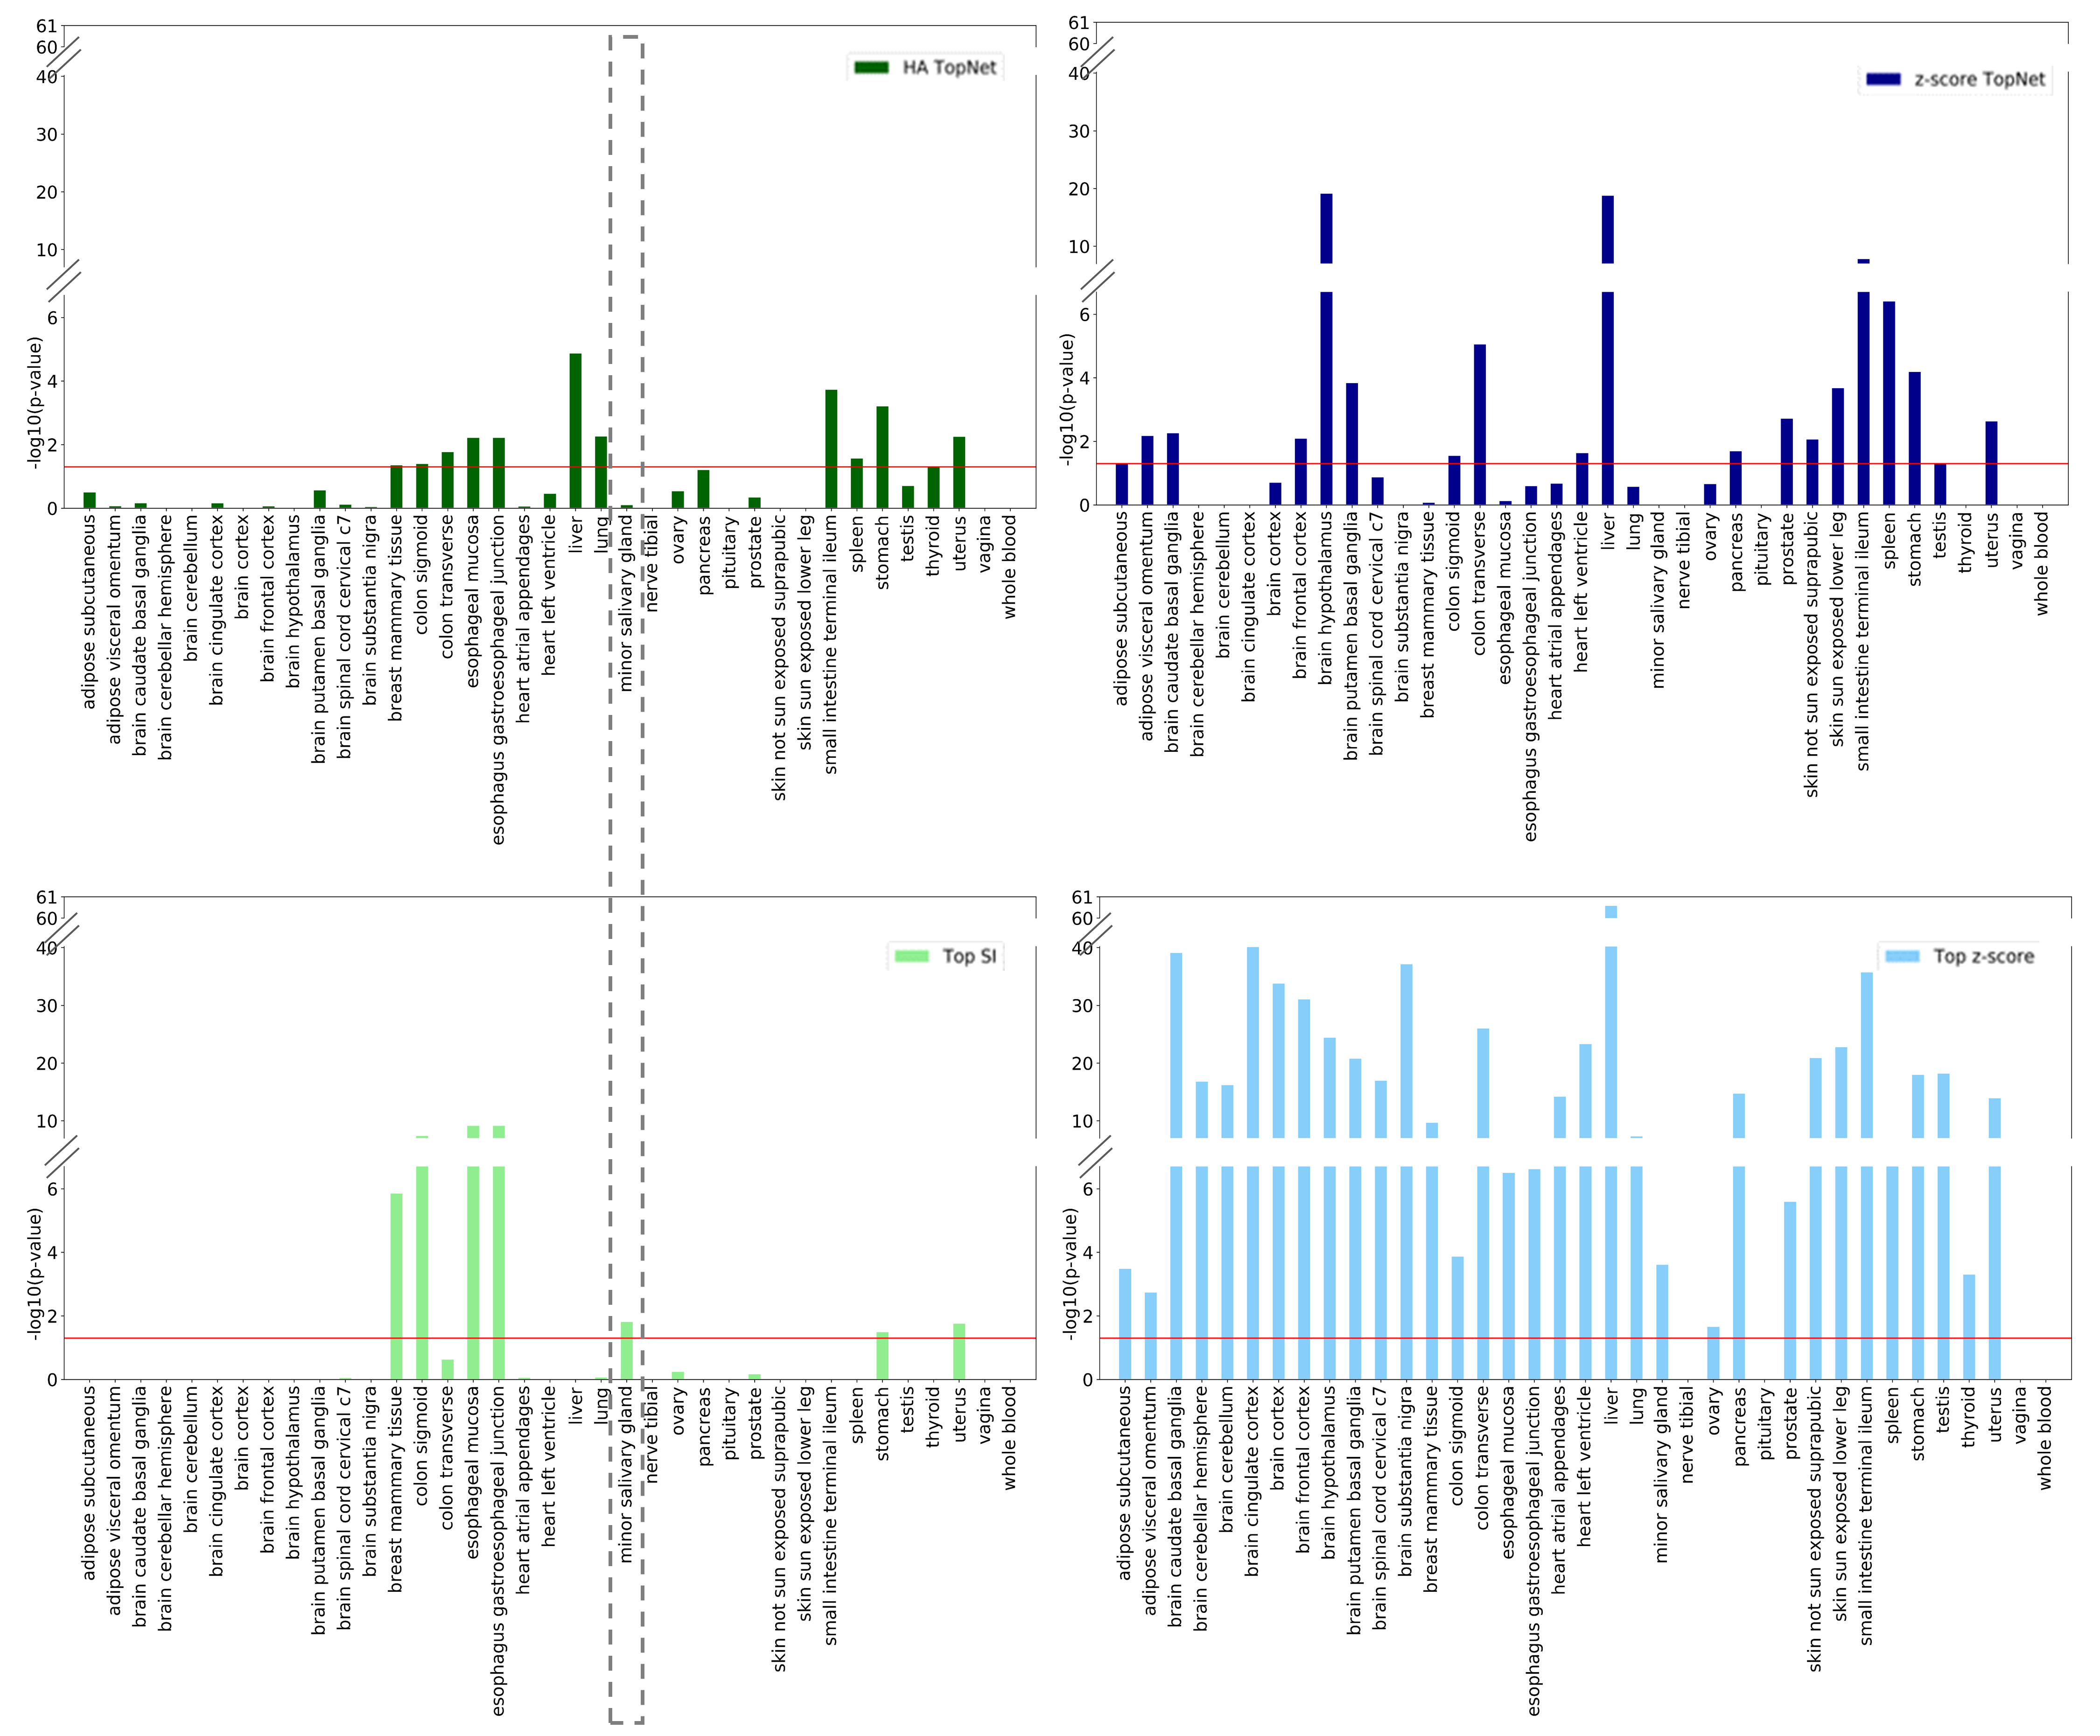 61
60
40
30
20
10
6
4
2
0
-log10(p-value)
HA TopNet
adipose subcutaneous
adipose visceral omentum
brain caudate basal ganglia
brain cerebellar hemisphere
brain cerebellum
brain cingulate cortex
brain cortex
brain frontal cortex
brain hypothalamus
brain putamen basal ganglia
brain spinal cord cervical c7
brain substantia nigra
breast mammary tissue
colon sigmoid
colon transverse
esophageal mucosa
esophagus gastroesophageal junction
heart atrial appendages
heart left ventricle
liver
lung
minor salivary gland
nerve tibial
ovary
pancreas
pituitary
prostate
skin not sun exposed suprapubic
skin sun exposed lower leg
small intestine terminal ileum
spleen
stomach
testis
thyroid
uterus
vagina
whole blood
61
60
40
30
20
10
6
4
2
0
-log10(p-value)
z-score TopNet
adipose subcutaneous
adipose visceral omentum
brain caudate basal ganglia
brain cerebellar hemisphere
brain cerebellum
brain cingulate cortex
brain cortex
brain frontal cortex
brain hypothalamus
brain putamen basal ganglia
brain spinal cord cervical c7
brain substantia nigra
breast mammary tissue
colon sigmoid
colon transverse
esophageal mucosa
esophagus gastroesophageal junction
heart atrial appendages
heart left ventricle
liver
lung
minor salivary gland
nerve tibial
ovary
pancreas
pituitary
prostate
skin not sun exposed suprapubic
skin sun exposed lower leg
small intestine terminal ileum
spleen
stomach
testis
thyroid
uterus
vagina
whole blood
61
60
40
30
20
10
6
4
2
0
-log10(p-value)
Top SI
adipose subcutaneous
adipose visceral omentum
brain caudate basal ganglia
brain cerebellar hemisphere
brain cerebellum
brain cingulate cortex
brain cortex
brain frontal cortex
brain hypothalamus
brain putamen basal ganglia
brain spinal cord cervical c7
brain substantia nigra
breast mammary tissue
colon sigmoid
colon transverse
esophageal mucosa
esophagus gastroesophageal junction
heart atrial appendages
heart left ventricle
liver
lung
minor salivary gland
nerve tibial
ovary
pancreas
pituitary
prostate
skin not sun exposed suprapubic
skin sun exposed lower leg
small intestine terminal ileum
spleen
stomach
testis
thyroid
uterus
vagina
whole blood
61
60
40
30
20
10
6
4
2
0
-log10(p-value)
Top z-score
adipose subcutaneous
adipose visceral omentum
brain caudate basal ganglia
brain cerebellar hemisphere
brain cerebellum
brain cingulate cortex
brain cortex
brain frontal cortex
brain hypothalamus
brain putamen basal ganglia
brain spinal cord cervical c7
brain substantia nigra
breast mammary tissue
colon sigmoid
colon transverse
esophageal mucosa
esophagus gastroesophageal junction
heart atrial appendages
heart left ventricle
liver
lung
minor salivary gland
nerve tibial
ovary
pancreas
pituitary
prostate
skin not sun exposed suprapubic
skin sun exposed lower leg
small intestine terminal ileum
spleen
stomach
testis
thyroid
uterus
vagina
whole blood